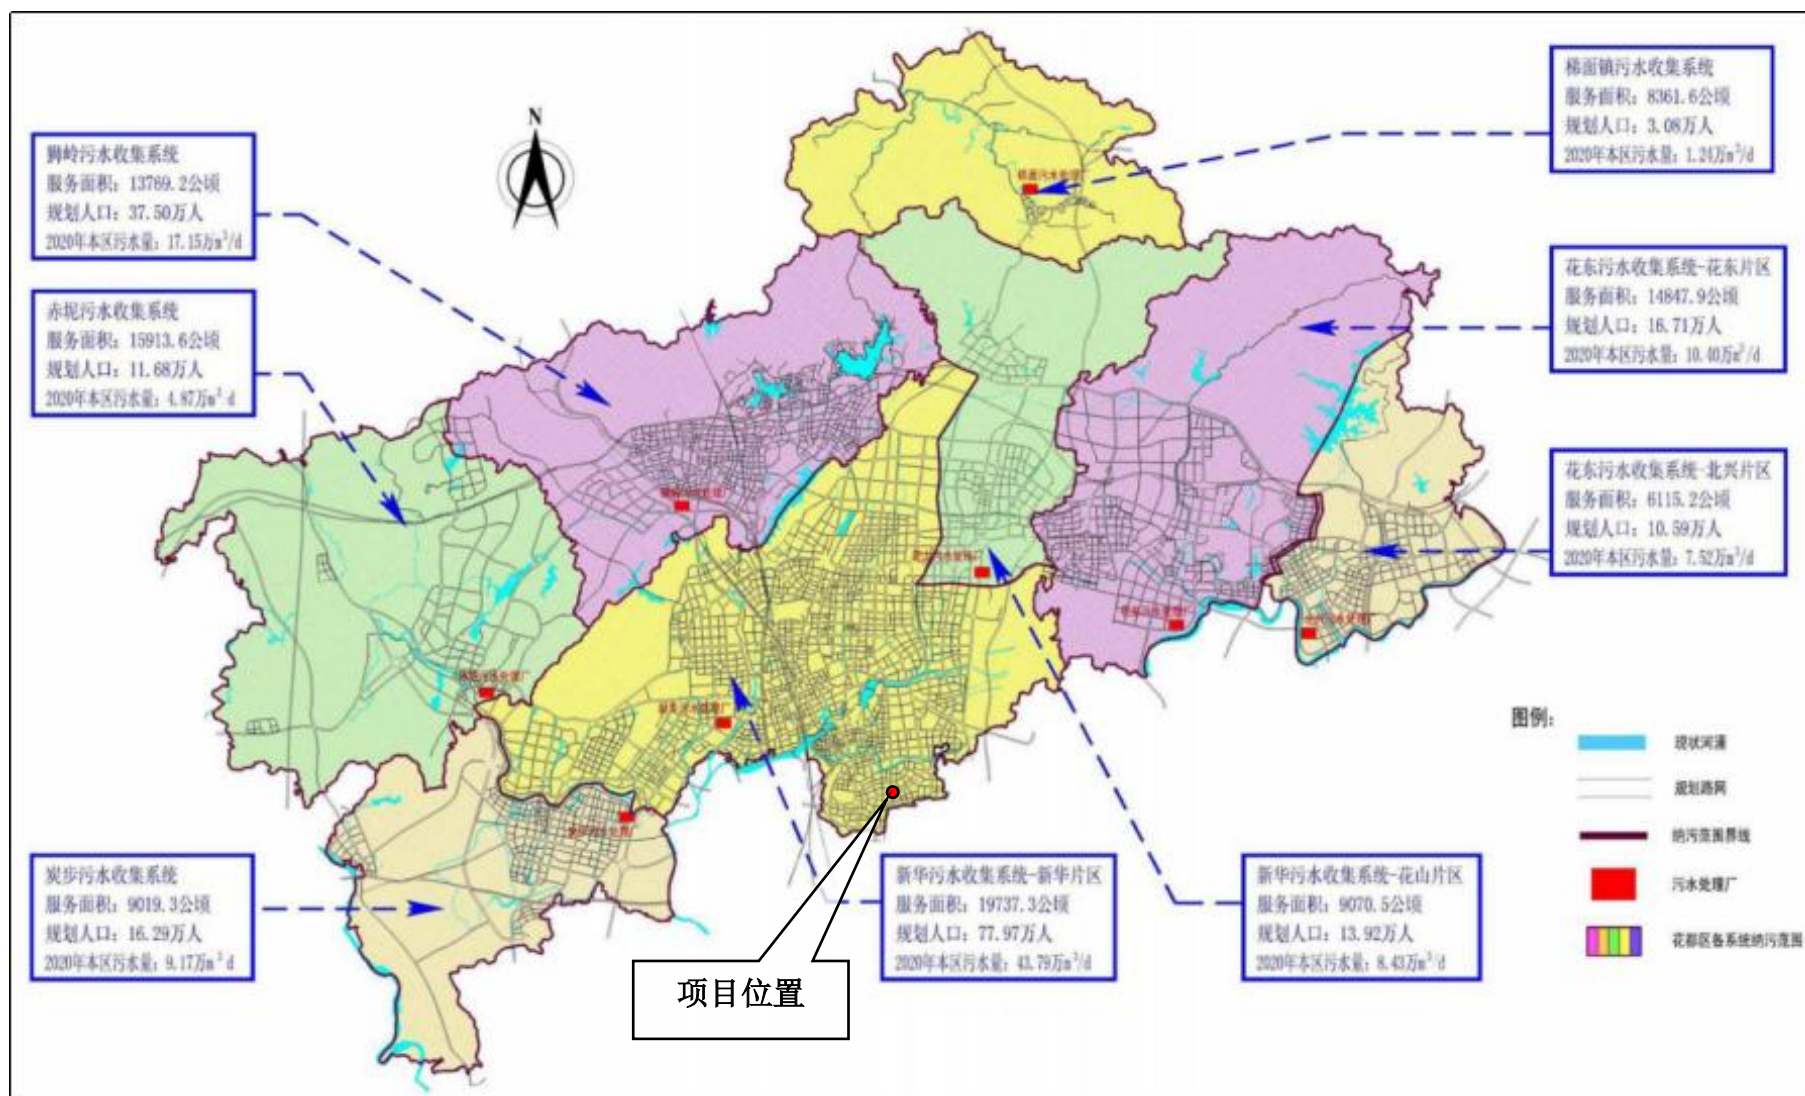 N
梯面镇污水收集系统
服务面积：8361.6公顷
规划人口：3.08万人
2020年本区污水量：1.24万m³/d
狮岭污水收集系统
服务面积：13769.2公顷
规划人口：37.50万人
2020年本区污水量：17.15万m³/d
花东污水收集系统-花东片区
服务面积：14847.9公顷
规划人口：16.71万人
2020年本区污水量：10.40万m³/d
赤坭污水收集系统
服务面积：15913.6公顷
规划人口：11.68万人
2020年本区污水量：4.87万m³ d
花东污水收集系统-北兴片区
服务面积：6115.2公顷
规划人口：10.59万人
2020年本区污水量：7.52万m³/d
梯面污水处理厂
炭步污水收集系统
服务面积：9019.3公顷
规划人口：16.29万人
2020年本区污水量：9.17万m³ d
新华污水收集系统-新华片区
服务面积：19737.3公顷
规划人口：77.97万人
2020年本区污水量：43.79万m³/d
新华污水收集系统-花山片区
服务面积：9070.5公顷
规划人口：13.92万人
2020年本区污水量：8.43万m³/d
项目位置
图例：
现状河涌
规划路网
纳污范围界线
污水处理厂
花都区各系统纳污范围